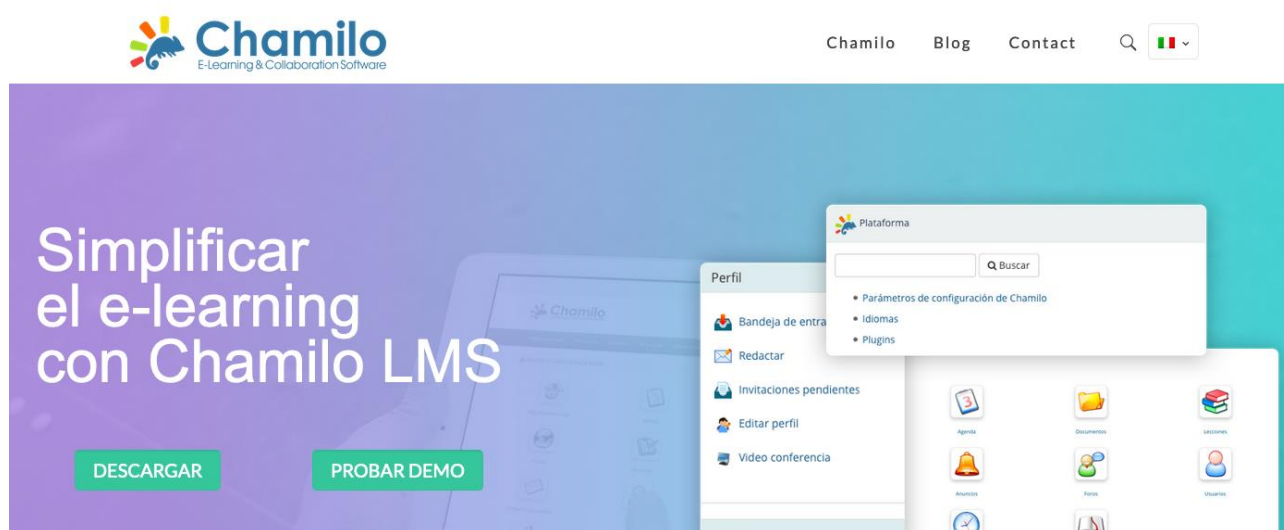 Chamilo
E-Learning & Collaboration Software
Chamilo Blog Contact
Simplificar
el e-learning
con Chamilo LMS
DESCARGAR PROBAR DEMO
Chamilo
Plataforma
Buscar
Parámetros de configuración de Chamilo
Idiomas
Plugins
Perfil
Bandeja de entra
Redactar
Invitaciones pendientes
Editar perfil
Video conferencia
3
Agenda Documentos Lecciones
Anuncios Foros Usuarios